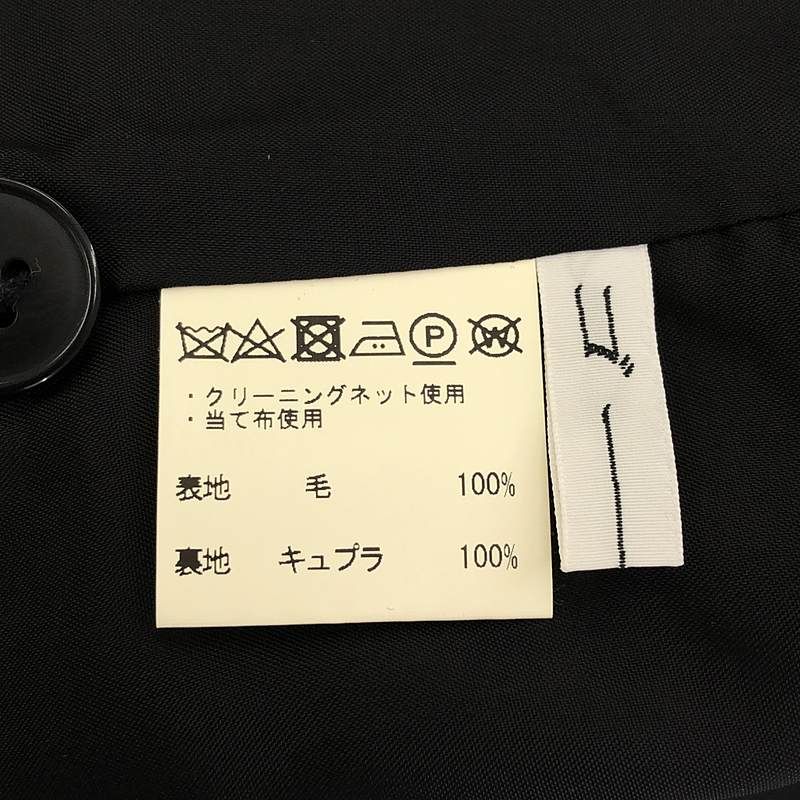 P W
・クリーニングネット使用
・当て布使用
表地 毛 100%
裏地 キュプラ 100%